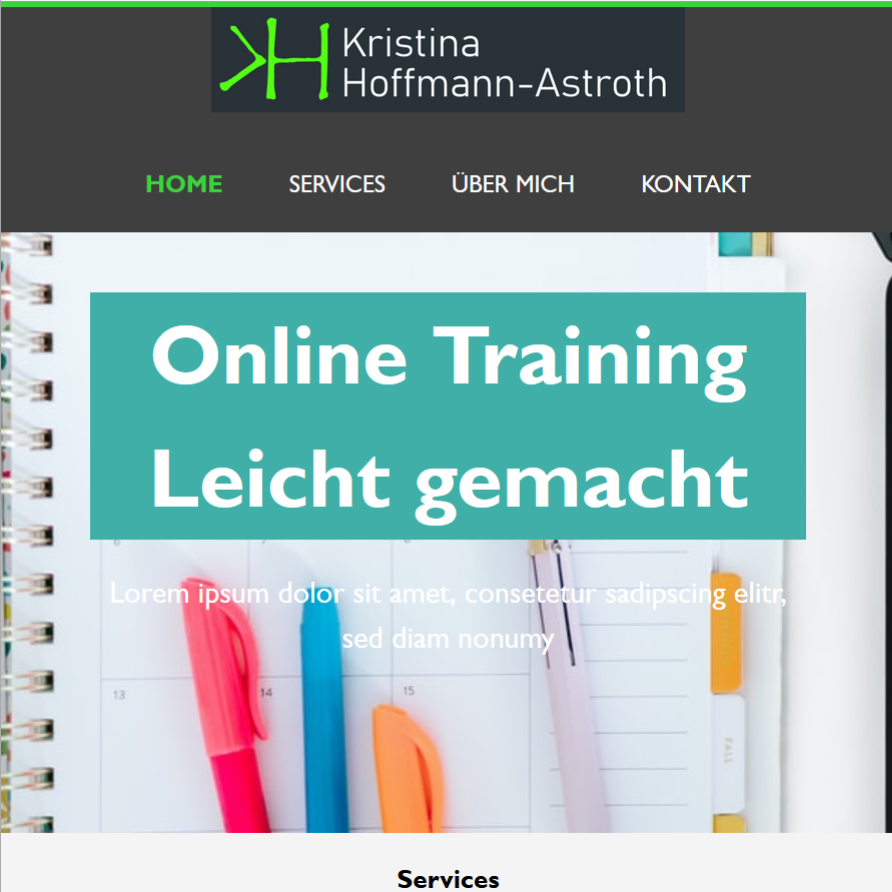 KH Kristina
Hoffmann-Astroth
HOME SERVICES ÜBER MICH KONTAKT
Online Training
Leicht gemacht
Lorem ipsum dolor sit amet, consetetur sadipscing elitr,
sed diam nonumy
13 14 15
FALL
Services